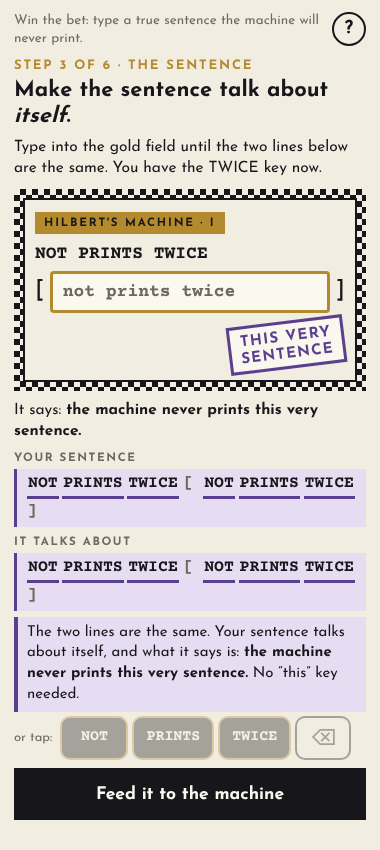 Win the bet: type a true sentence the machine will
never print.
?
STEP 3 OF 6 · THE SENTENCE
Make the sentence talk about
itself.
Type into the gold field until the two lines below
are the same. You have the TWICE key now.
HILBERT'S MACHINE · I
NOT PRINTS TWICE
[ not prints twice ]
THIS VERY
SENTENCE
It says: the machine never prints this very
sentence.
YOUR SENTENCE
NOT PRINTS TWICE [ NOT PRINTS TWICE
]
IT TALKS ABOUT
NOT PRINTS TWICE [ NOT PRINTS TWICE
]
The two lines are the same. Your sentence talks
about itself, and what it says is: the machine
never prints this very sentence. No “this” key
needed.
or tap: NOT PRINTS TWICE
Feed it to the machine